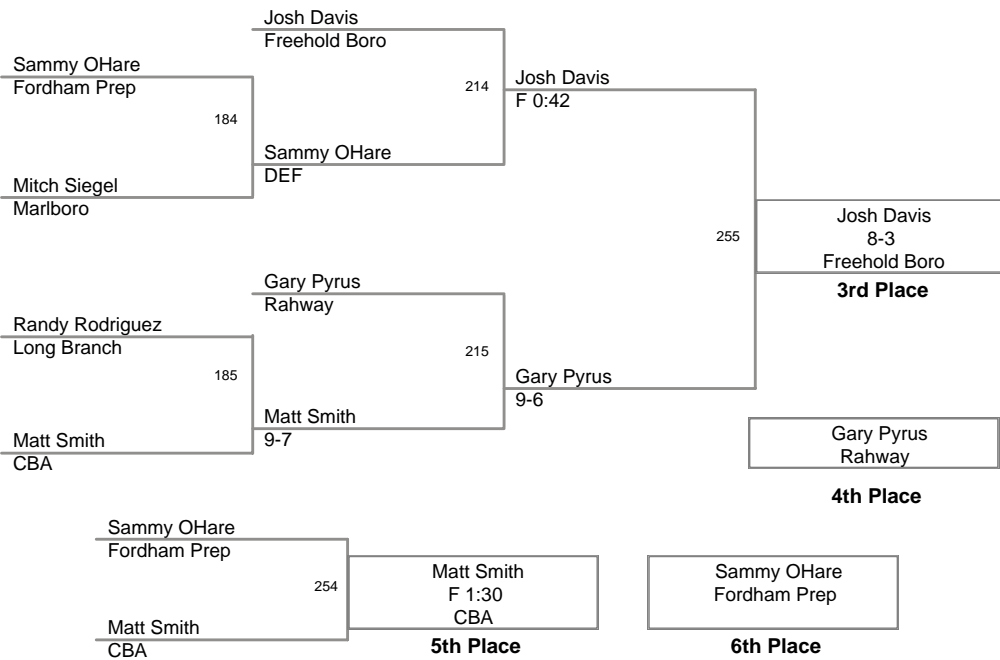 Josh Davis
Freehold Boro
Sammy OHare
Fordham Prep
214
Josh Davis
F 0:42
184
Sammy OHare
DEF
Mitch Siegel
Marlboro
255
Josh Davis
8-3
Freehold Boro
3rd Place
Gary Pyrus
Rahway
Randy Rodriguez
Long Branch
215
185
Gary Pyrus
9-6
Matt Smith
9-7
Matt Smith
CBA
Gary Pyrus
Rahway
4th Place
Sammy OHare
Fordham Prep
254
Matt Smith
F 1:30
CBA
5th Place
Matt Smith
CBA
Sammy OHare
Fordham Prep
6th Place